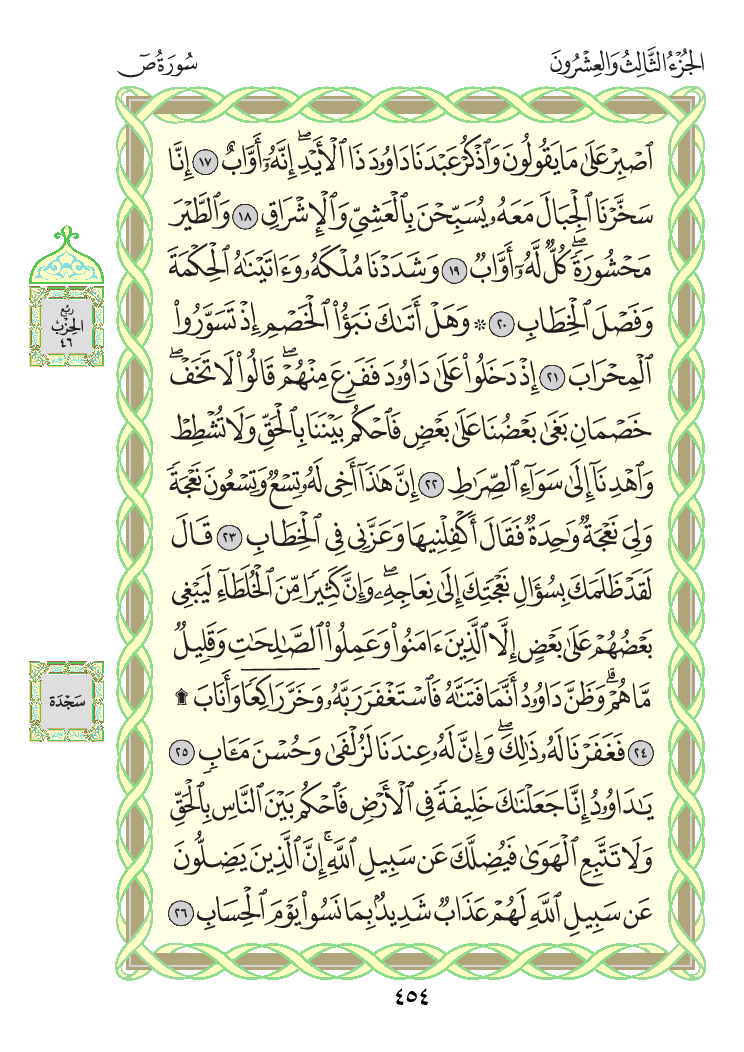 الجُزْءُ الثَّالِثُ وَالعِشْرُونَ
سُورَةُ صٓ
ٱصۡبِرۡ عَلَىٰ مَا يَقُولُونَ وَٱذۡكُرۡ عَبۡدَنَا دَاوُۥدَ ذَا ٱلۡأَيۡدِۖ إِنَّهُۥٓ أَوَّابٌ ١٧ إِنَّا
سَخَّرۡنَا ٱلۡجِبَالَ مَعَهُۥ يُسَبِّحۡنَ بِٱلۡعَشِيِّ وَٱلۡإِشۡرَاقِ ١٨ وَٱلطَّيۡرَ
مَحۡشُورَةٗۖ كُلّٞ لَّهُۥٓ أَوَّابٞ ١٩ وَشَدَدۡنَا مُلۡكَهُۥ وَءَاتَيۡنَٰهُ ٱلۡحِكۡمَةَ
وَفَصۡلَ ٱلۡخِطَابِ ٢٠ ۞ وَهَلۡ أَتَىٰكَ نَبَؤُاْ ٱلۡخَصۡمِ إِذۡ تَسَوَّرُواْ
ٱلۡمِحۡرَابَ ٢١ إِذۡ دَخَلُواْ عَلَىٰ دَاوُۥدَ فَفَزِعَ مِنۡهُمۡۖ قَالُواْ لَا تَخَفۡۖ
خَصۡمَانِ بَغَىٰ بَعۡضُنَا عَلَىٰ بَعۡضٖ فَٱحۡكُم بَيۡنَنَا بِٱلۡحَقِّ وَلَا تُشۡطِطۡ
وَٱهۡدِنَآ إِلَىٰ سَوَآءِ ٱلصِّرَٰطِ ٢٢ إِنَّ هَٰذَآ أَخِي لَهُۥ تِسۡعٞ وَتِسۡعُونَ نَعۡجَةٗ
وَلِيَ نَعۡجَةٞ وَٰحِدَةٞ فَقَالَ أَكۡفِلۡنِيهَا وَعَزَّنِي فِي ٱلۡخِطَابِ ٢٣ قَالَ
لَقَدۡ ظَلَمَكَ بِسُؤَالِ نَعۡجَتِكَ إِلَىٰ نِعَاجِهِۦۖ وَإِنَّ كَثِيرٗا مِّنَ ٱلۡخُلَطَآءِ لَيَبۡغِي
بَعۡضُهُمۡ عَلَىٰ بَعۡضٍ إِلَّا ٱلَّذِينَ ءَامَنُواْ وَعَمِلُواْ ٱلصَّٰلِحَٰتِ وَقَلِيلٞ
مَّا هُمۡۗ وَظَنَّ دَاوُۥدُ أَنَّمَا فَتَنَّٰهُ فَٱسۡتَغۡفَرَ رَبَّهُۥ وَخَرَّۤ رَاكِعٗاۤ وَأَنَابَ ۩
٢٤ فَغَفَرۡنَا لَهُۥ ذَٰلِكَۖ وَإِنَّ لَهُۥ عِندَنَا لَزُلۡفَىٰ وَحُسۡنَ مَـَٔابٖ ٢٥
يَٰدَاوُۥدُ إِنَّا جَعَلۡنَٰكَ خَلِيفَةٗ فِي ٱلۡأَرۡضِ فَٱحۡكُم بَيۡنَ ٱلنَّاسِ بِٱلۡحَقِّ
وَلَا تَتَّبِعِ ٱلۡهَوَىٰ فَيُضِلَّكَ عَن سَبِيلِ ٱللَّهِۚ إِنَّ ٱلَّذِينَ يَضِلُّونَ
عَن سَبِيلِ ٱللَّهِ لَهُمۡ عَذَابٞ شَدِيدُۢ بِمَا نَسُواْ يَوۡمَ ٱلۡحِسَابِ ٢٦
رُبُع
الحِزْب
٤٦
سَجْدَة
٤٥٤